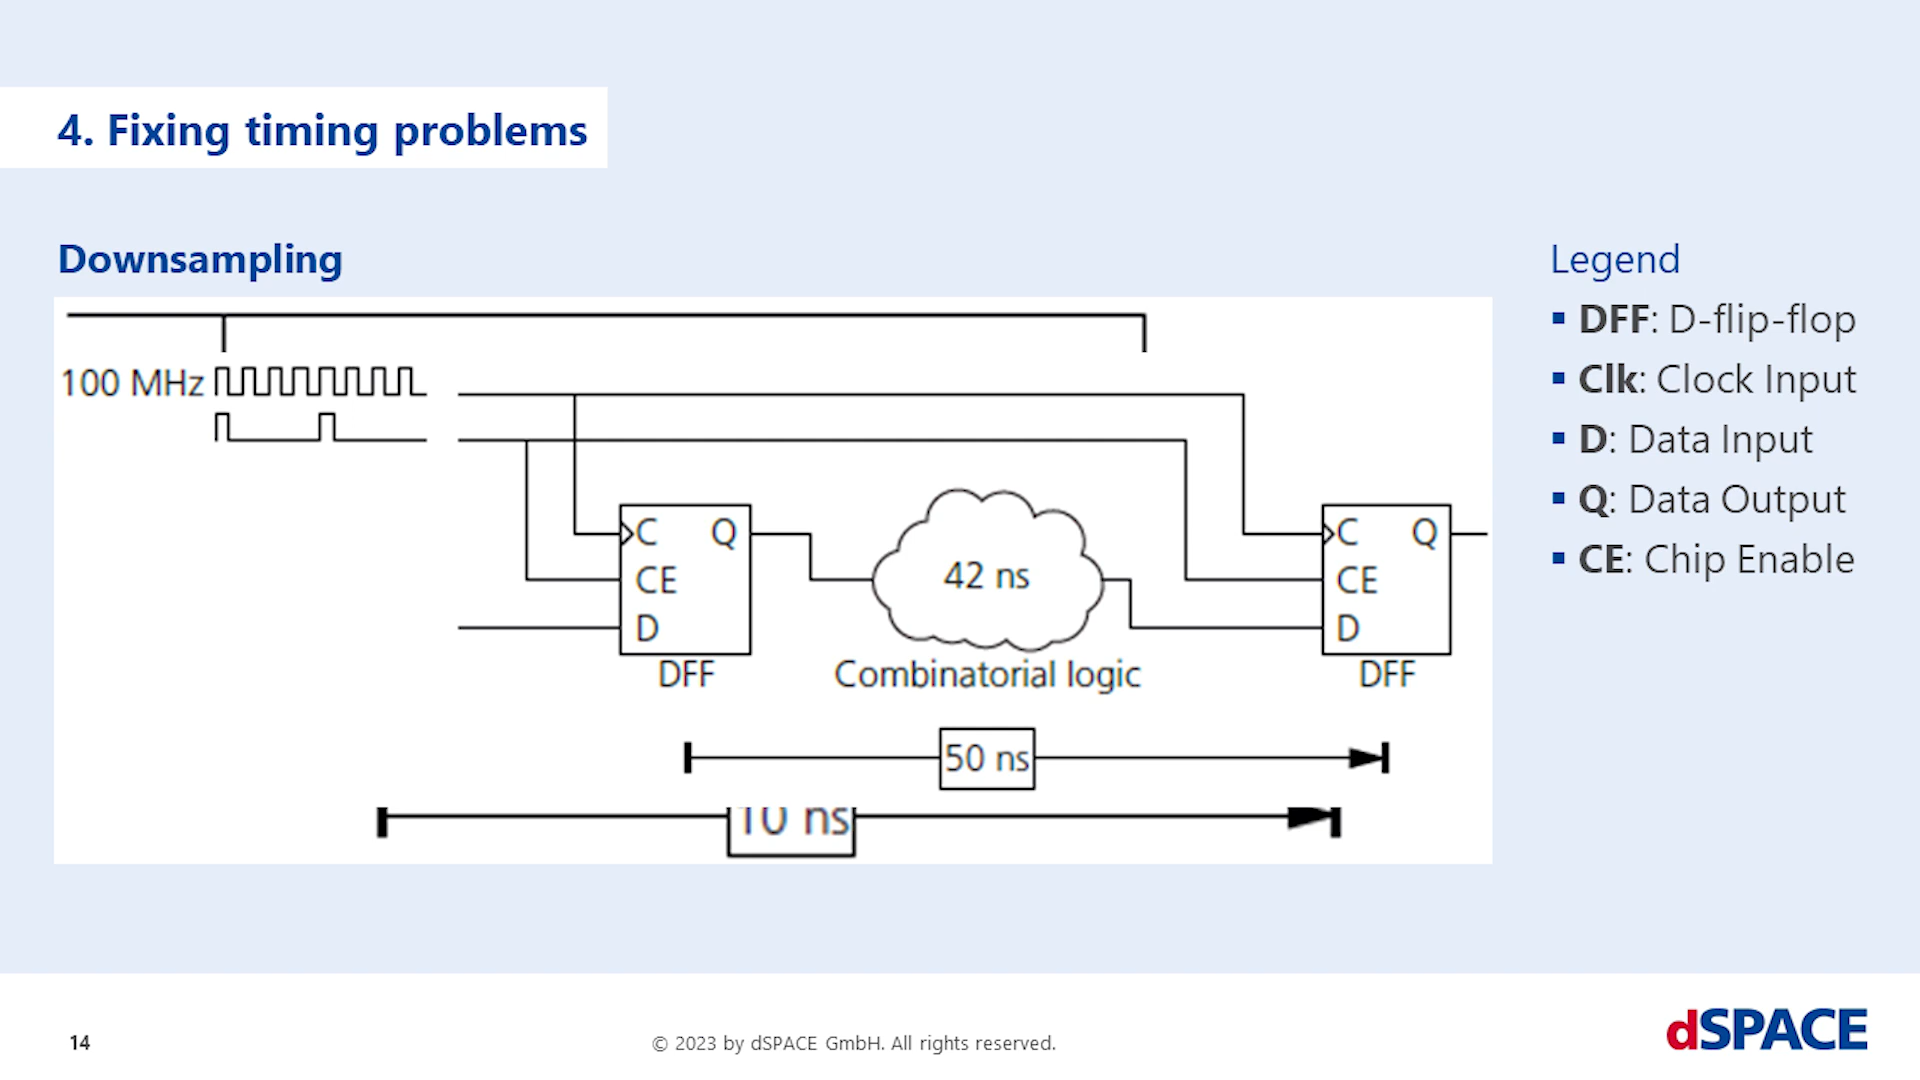 4. Fixing timing problems
Downsampling
100 MHz
C Q
CE
D
DFF
42 ns
Combinatorial logic
C Q
CE
D
DFF
50 ns
10 ns
Legend
▪ DFF: D-flip-flop
▪ Clk: Clock Input
▪ D: Data Input
▪ Q: Data Output
▪ CE: Chip Enable
14
© 2023 by dSPACE GmbH. All rights reserved.
dSPACE